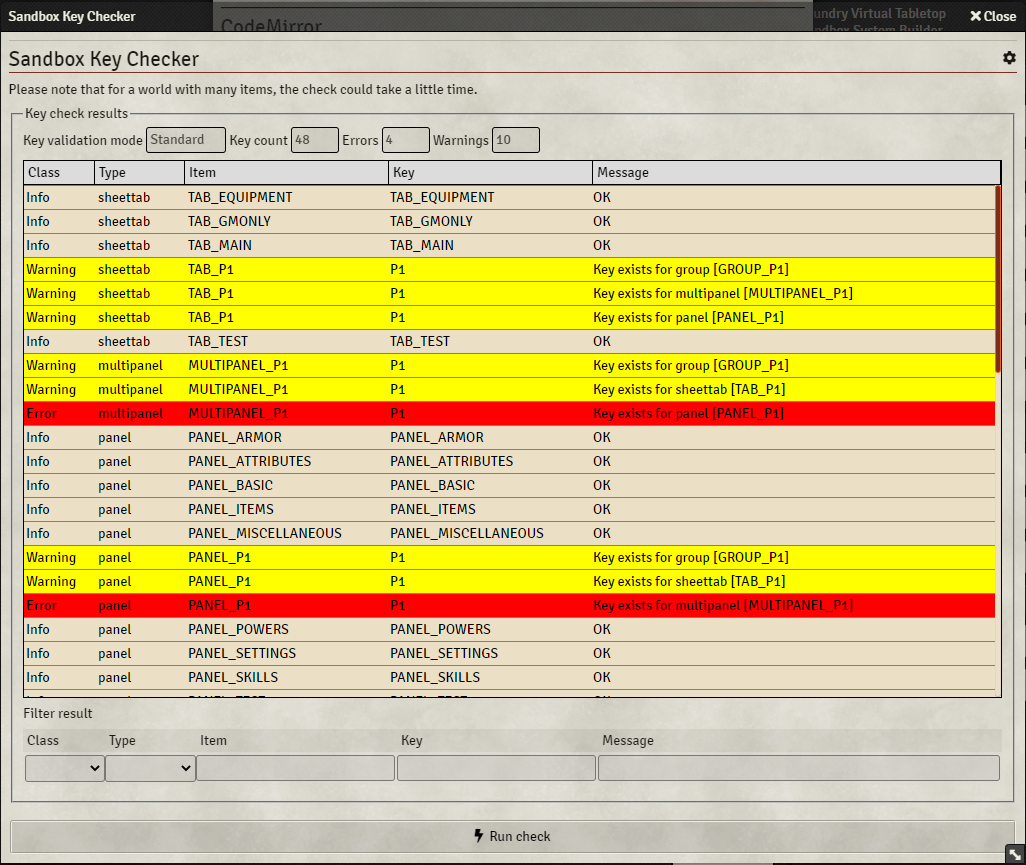 Sandbox Key Checker
CodeMirror
undry Virtual Tabletop
Close
ndbox System Builder
Sandbox Key Checker
Please note that for a world with many items, the check could take a little time.
Key check results
Key validation mode Standard Key count 48 Errors 4 Warnings 10
Class Type Item Key Message
Info sheettab TAB_EQUIPMENT TAB_EQUIPMENT OK
Info sheettab TAB_GMONLY TAB_GMONLY OK
Info sheettab TAB_MAIN TAB_MAIN OK
Warning sheettab TAB_P1 P1 Key exists for group [GROUP_P1]
Warning sheettab TAB_P1 P1 Key exists for multipanel [MULTIPANEL_P1]
Warning sheettab TAB_P1 P1 Key exists for panel [PANEL_P1]
Info sheettab TAB_TEST TAB_TEST OK
Warning multipanel MULTIPANEL_P1 P1 Key exists for group [GROUP_P1]
Warning multipanel MULTIPANEL_P1 P1 Key exists for sheettab [TAB_P1]
Error multipanel MULTIPANEL_P1 P1 Key exists for panel [PANEL_P1]
Info panel PANEL_ARMOR PANEL_ARMOR OK
Info panel PANEL_ATTRIBUTES PANEL_ATTRIBUTES OK
Info panel PANEL_BASIC PANEL_BASIC OK
Info panel PANEL_ITEMS PANEL_ITEMS OK
Info panel PANEL_MISCELLANEOUS PANEL_MISCELLANEOUS OK
Warning panel PANEL_P1 P1 Key exists for group [GROUP_P1]
Warning panel PANEL_P1 P1 Key exists for sheettab [TAB_P1]
Error panel PANEL_P1 P1 Key exists for multipanel [MULTIPANEL_P1]
Info panel PANEL_POWERS PANEL_POWERS OK
Info panel PANEL_SETTINGS PANEL_SETTINGS OK
Info panel PANEL_SKILLS PANEL_SKILLS OK
Filter result
Class Type Item Key Message
Run check